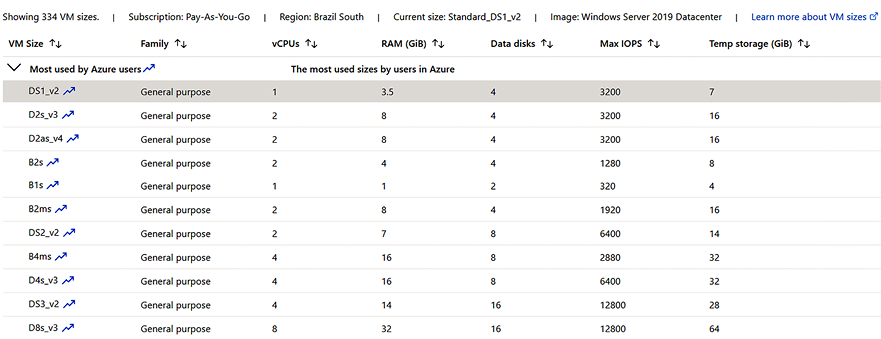 Showing 334 VM sizes. | Subscription: Pay-As-You-Go | Region: Brazil South | Current size: Standard_DS1_v2 | Image: Windows Server 2019 Datacenter | Learn more about VM sizes
VM Size Family vCPUs RAM (GiB) Data disks Max IOPS Temp storage (GiB)
Most used by Azure users The most used sizes by users in Azure
DS1_v2 General purpose 1 3.5 4 3200 7
D2s_v3 General purpose 2 8 4 3200 16
D2as_v4 General purpose 2 8 4 3200 16
B2s General purpose 2 4 4 1280 8
B1s General purpose 1 1 2 320 4
B2ms General purpose 2 8 4 1920 16
DS2_v2 General purpose 2 7 8 6400 14
B4ms General purpose 4 16 8 2880 32
D4s_v3 General purpose 4 16 8 6400 32
DS3_v2 General purpose 4 14 16 12800 28
D8s_v3 General purpose 8 32 16 12800 64